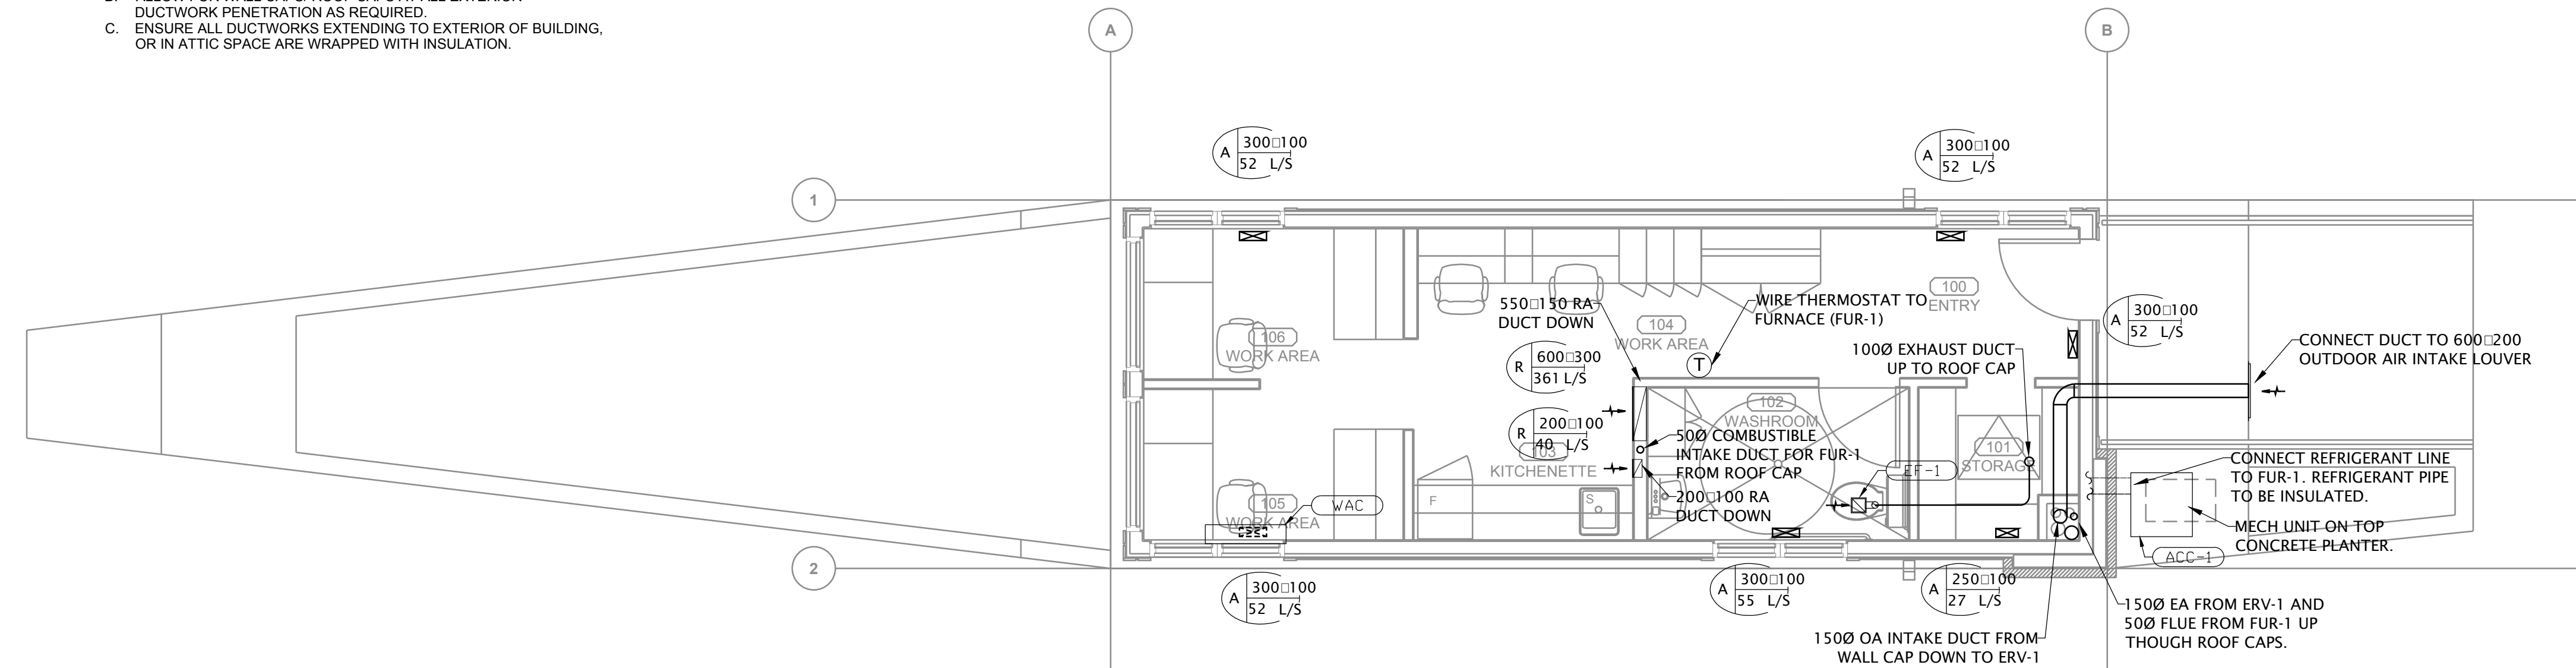 DUCTWORK PENETRATION AS REQUIRED.
C. ENSURE ALL DUCTWORKS EXTENDING TO EXTERIOR OF BUILDING,
OR IN ATTIC SPACE ARE WRAPPED WITH INSULATION.
A
B
A
300□100
52 L/S
A
300□100
52 L/S
1
100
ENTRY
550□150 RA
DUCT DOWN
WIRE THERMOSTAT TO
FURNACE (FUR-1)
A
300□100
52 L/S
104
WORK AREA
106
WORK AREA
R
600□300
361 L/S
T
100Ø EXHAUST DUCT
UP TO ROOF CAP
CONNECT DUCT TO 600□200
OUTDOOR AIR INTAKE LOUVER
102
WASHROOM
R
200□100
40 L/S
103
KITCHENETTE
50Ø COMBUSTIBLE
INTAKE DUCT FOR FUR-1
FROM ROOF CAP
EF-1
101
STORAGE
CONNECT REFRIGERANT LINE
TO FUR-1. REFRIGERANT PIPE
TO BE INSULATED.
F
S
200□100 RA
DUCT DOWN
105
WORK AREA
WAC
MECH UNIT ON TOP
CONCRETE PLANTER.
ACC-1
2
A
300□100
52 L/S
A
300□100
55 L/S
A
250□100
27 L/S
150Ø EA FROM ERV-1 AND
50Ø FLUE FROM FUR-1 UP
THOUGH ROOF CAPS.
150Ø OA INTAKE DUCT FROM
WALL CAP DOWN TO ERV-1